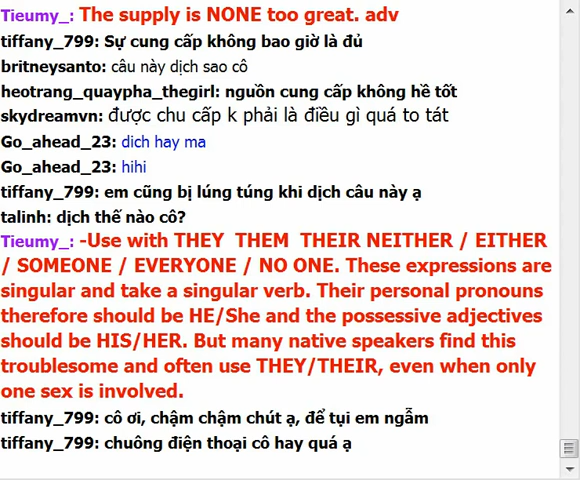 Tieumy_: The supply is NONE too great. adv
tiffany_799: Sự cung cấp không bao giờ là đủ
britneysanto: câu này dịch sao cô
heotrang_quaypha_thegirl: nguồn cung cấp không hề tốt
skydreamvn: được chu cấp k phải là điều gì quá to tát
Go_ahead_23: dich hay ma
Go_ahead_23: hihi
tiffany_799: em cũng bị lúng túng khi dịch câu này ạ
talinh: dịch thế nào cô?
Tieumy_: -Use with THEY THEM THEIR NEITHER / EITHER
/ SOMEONE / EVERYONE / NO ONE. These expressions are
singular and take a singular verb. Their personal pronouns
therefore should be HE/She and the possessive adjectives
should be HIS/HER. But many native speakers find this
troublesome and often use THEY/THEIR, even when only
one sex is involved.
tiffany_799: cô ơi, chậm chậm chút ạ, để tụi em ngẫm
tiffany_799: chuông điện thoại cô hay quá ạ